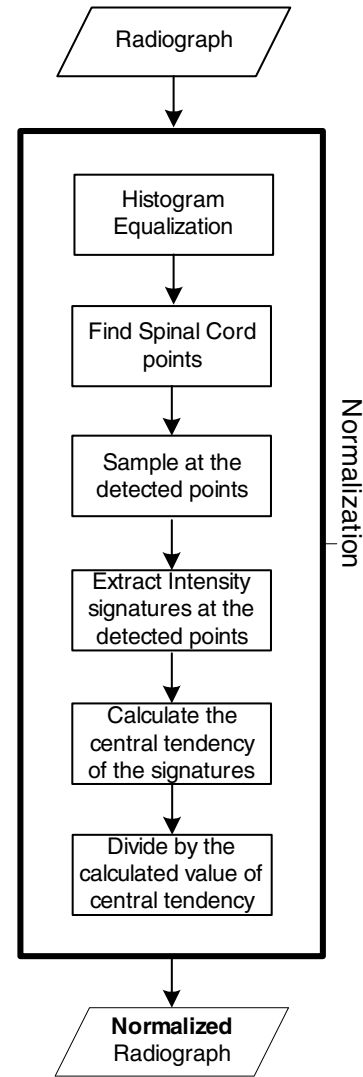 Radiograph
Histogram
Equalization
Find Spinal Cord
points
Sample at the
detected points
Extract Intensity
signatures at the
detected points
Calculate the
central tendency
of the signatures
Divide by the
calculated value of
central tendency
Normalization
Normalized
Radiograph